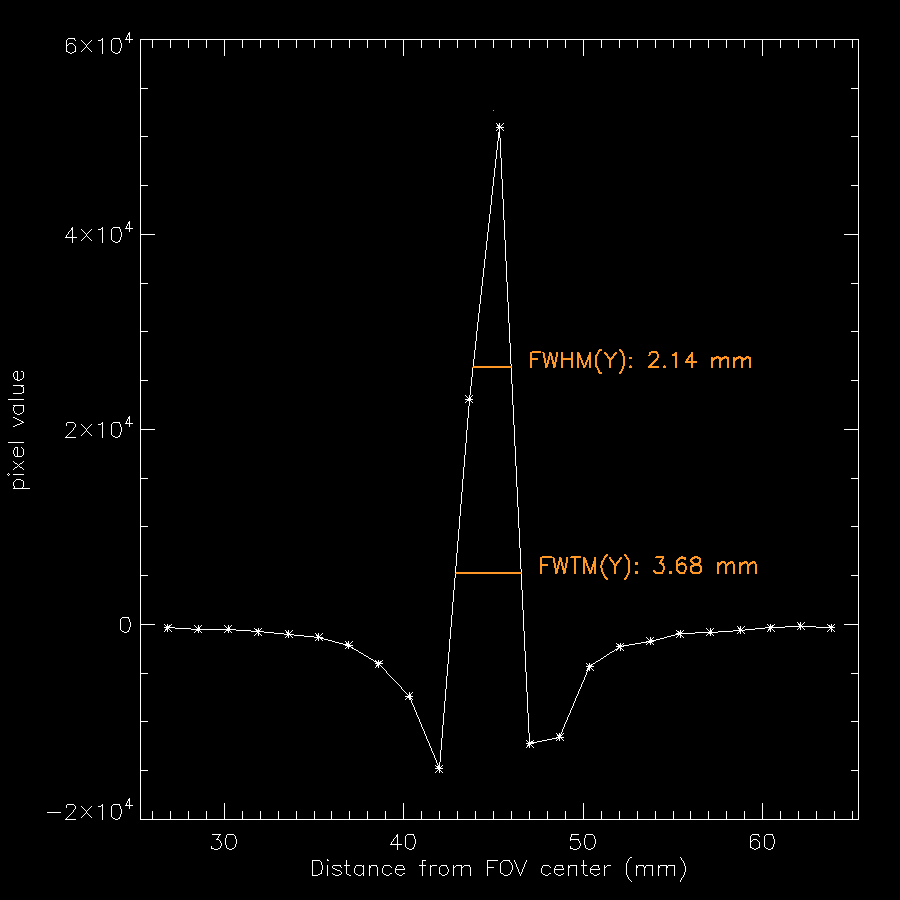 6×10⁴
4×10⁴
2×10⁴
0
−2×10⁴
pixel value
FWHM(Y): 2.14 mm
FWTM(Y): 3.68 mm
30 40 50 60
Distance from FOV center (mm)